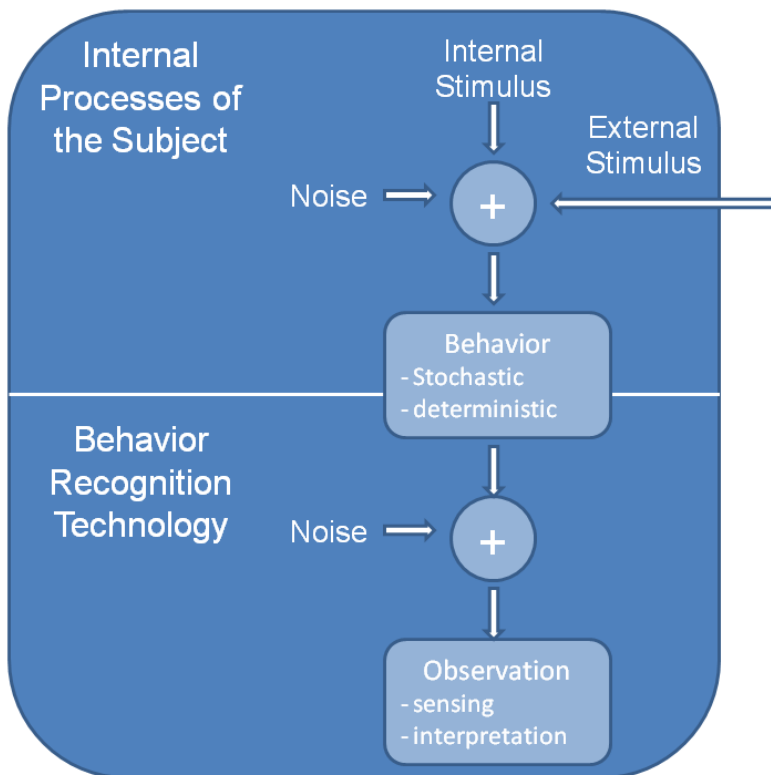 Internal
Processes of
the Subject
Internal
Stimulus
External
Stimulus
Noise
+
Behavior
- Stochastic
- deterministic
Behavior
Recognition
Technology
Noise
+
Observation
- sensing
- interpretation